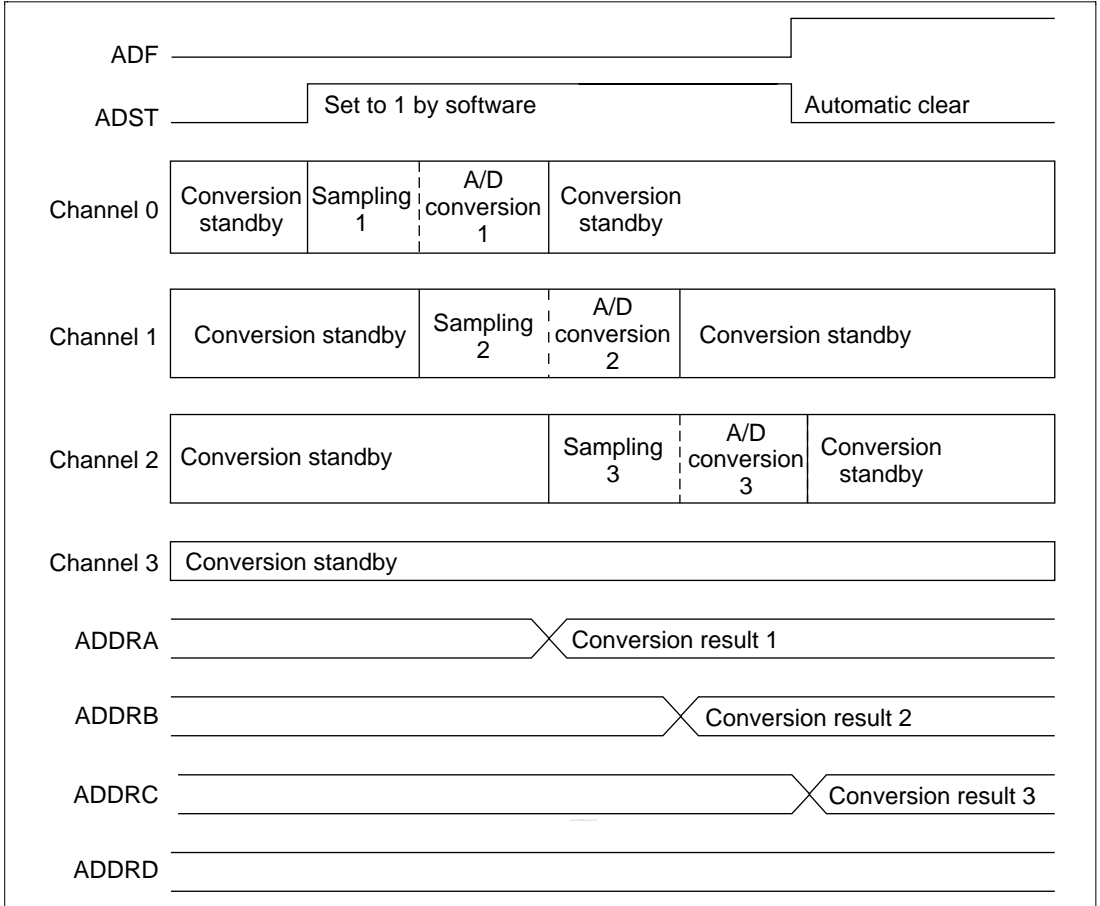 ADF
ADST
Set to 1 by software
Automatic clear
Channel 0
Conversion
standby
Sampling
1
A/D
conversion
1
Conversion
standby
Channel 1
Conversion standby
Sampling
2
A/D
conversion
2
Conversion standby
Channel 2
Conversion standby
Sampling
3
A/D
conversion
3
Conversion
standby
Channel 3
Conversion standby
ADDRA
Conversion result 1
ADDRB
Conversion result 2
ADDRC
Conversion result 3
ADDRD